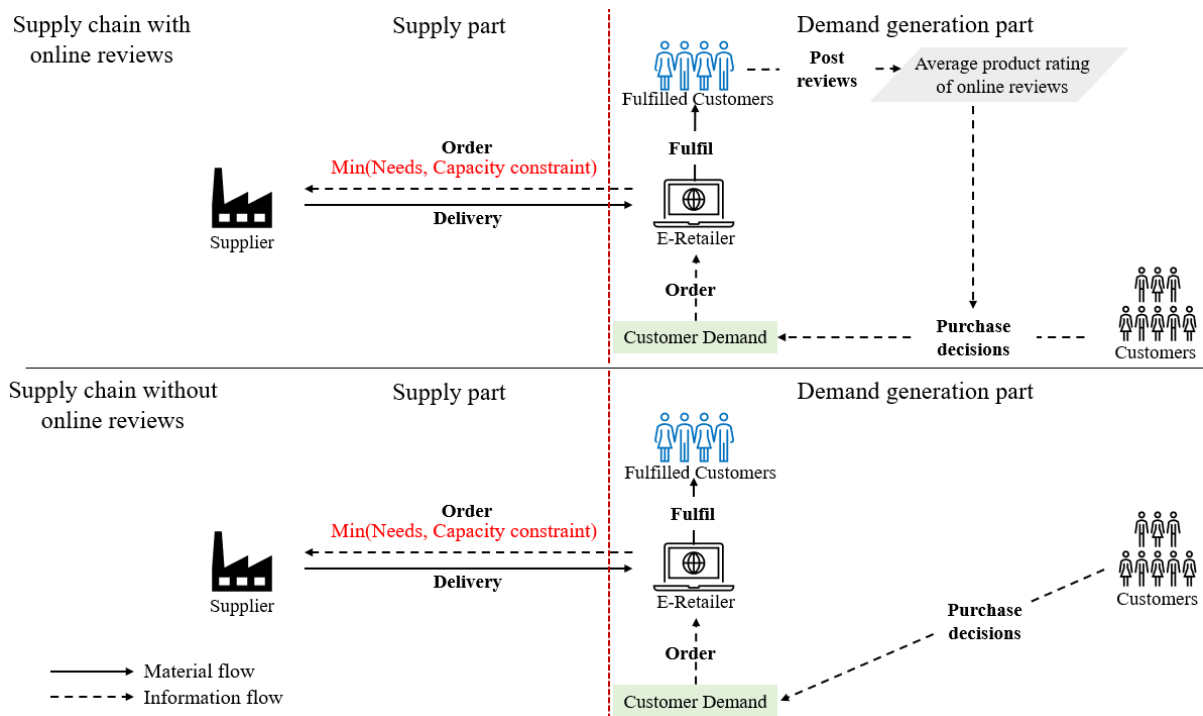 Supply chain with
online reviews
Supply part
Demand generation part
Post
reviews
Average product rating
of online reviews
Fulfilled Customers
Order
Min(Needs, Capacity constraint)
Fulfil
Delivery
Supplier
E-Retailer
Order
Customer Demand
Purchase
decisions
Customers
Supply chain without
online reviews
Supply part
Demand generation part
Fulfilled Customers
Order
Min(Needs, Capacity constraint)
Fulfil
Delivery
Supplier
E-Retailer
Customers
Purchase
decisions
Order
Material flow
Information flow
Customer Demand